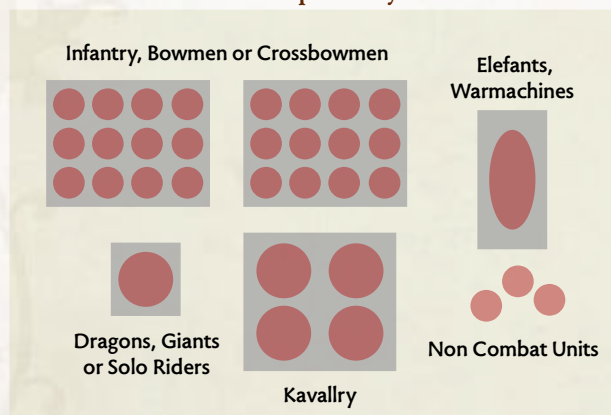 Infantry, Bowmen or Crossbowmen
Elefants,
Warmachines
Dragons, Giants
or Solo Riders
Non Combat Units
Kavallry